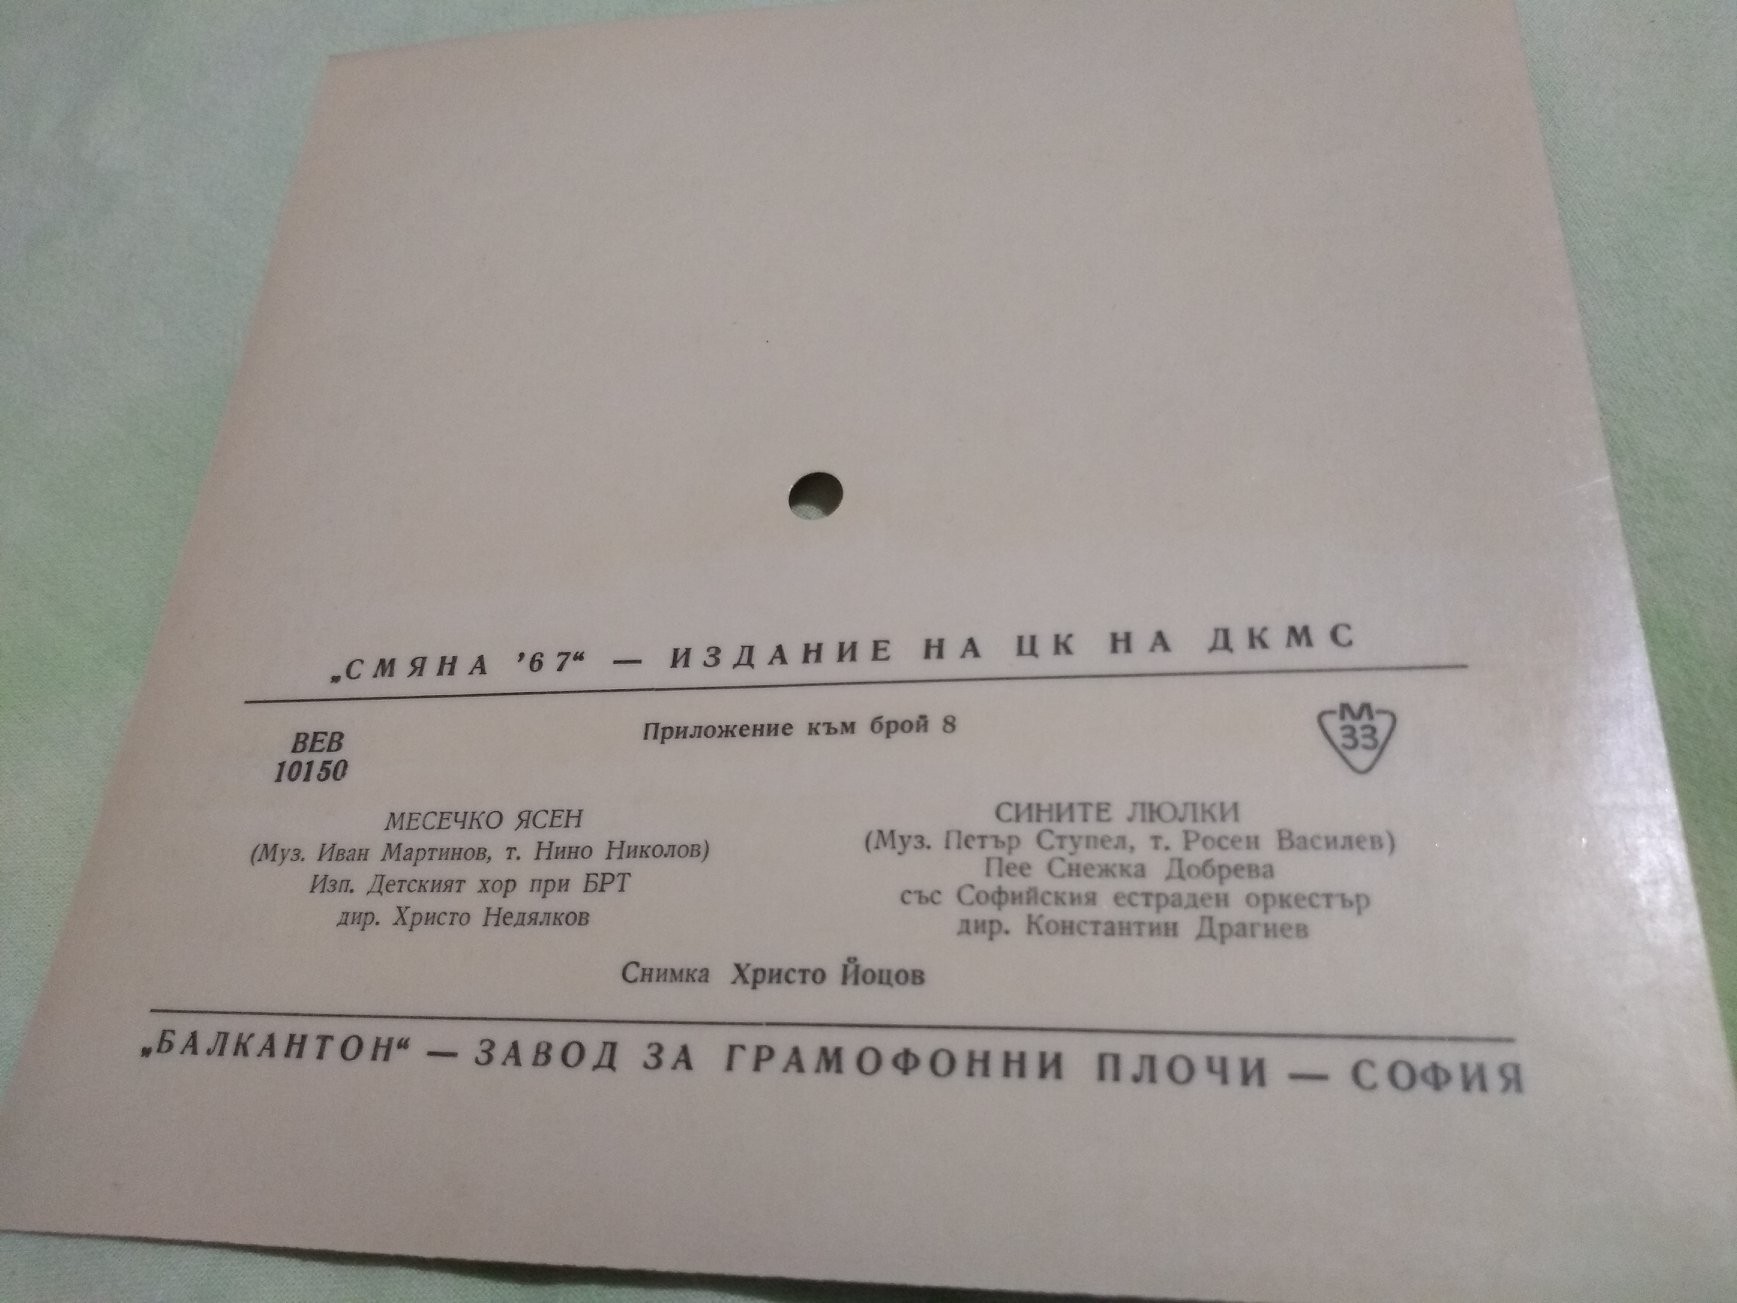 „СМЯНА ’67“ — ИЗДАНИЕ НА ЦК НА ДКМС
ВЕВ
10150
Приложение към брой 8
М
33
МЕСЕЧКО ЯСЕН
(Муз. Иван Мартинов, т. Нино Николов)
Изп. Детският хор при БРТ
дир. Христо Недялков
СИНИТЕ ЛЮЛКИ
(Муз. Петър Ступел, т. Росен Василев)
Пее Снежка Добрева
със Софийския естраден оркестър
дир. Константин Драгнев
Снимка Христо Йоцов
„БАЛКАНТОН“ — ЗАВОД ЗА ГРАМОФОННИ ПЛОЧИ — СОФИЯ